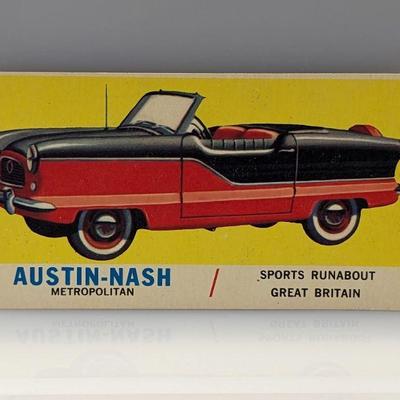 AUSTIN-NASH
METROPOLITAN
/
SPORTS RUNABOUT
GREAT BRITAIN